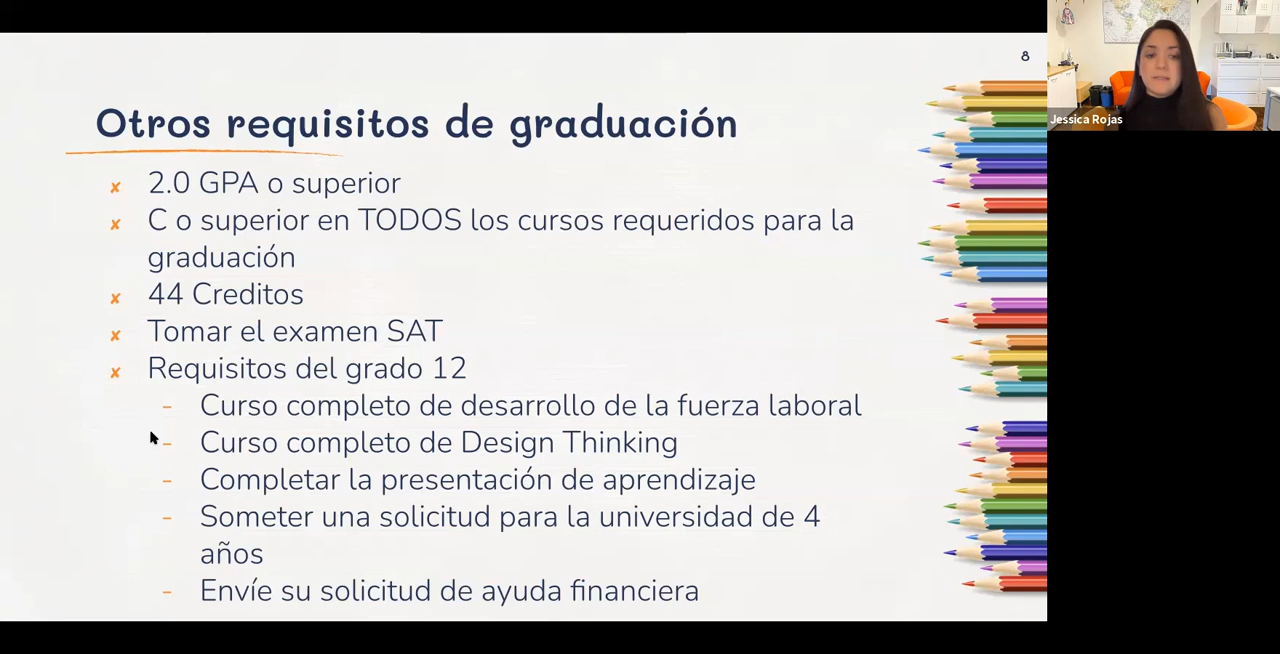 8
Otros requisitos de graduación
2.0 GPA o superior
C o superior en TODOS los cursos requeridos para la
graduación
44 Creditos
Tomar el examen SAT
Requisitos del grado 12
- Curso completo de desarrollo de la fuerza laboral
- Curso completo de Design Thinking
- Completar la presentación de aprendizaje
- Someter una solicitud para la universidad de 4
años
- Envíe su solicitud de ayuda financiera
Jessica Rojas